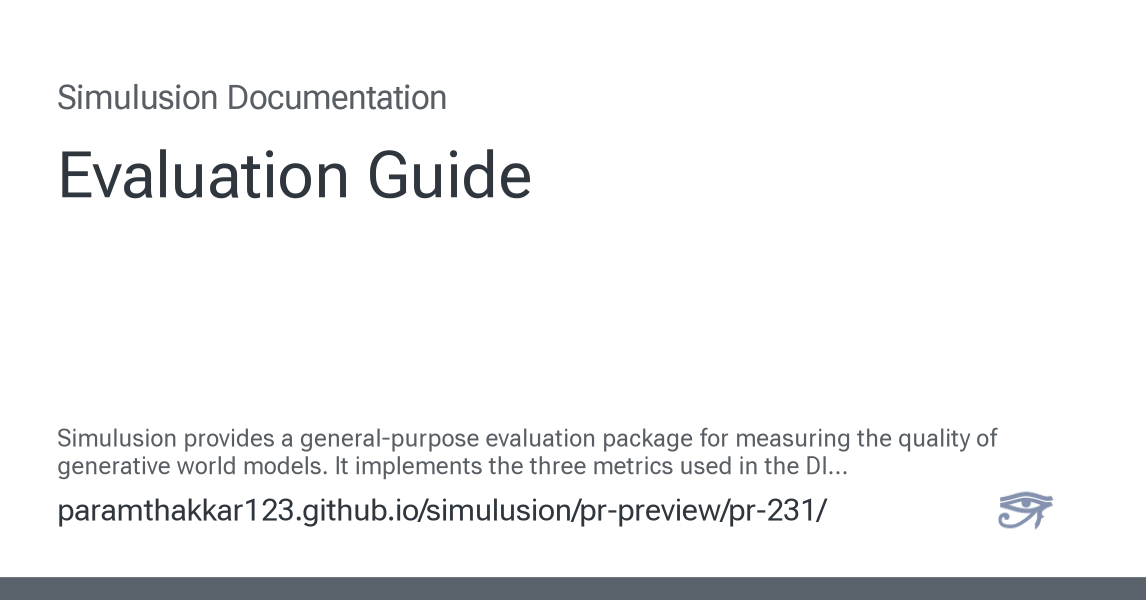 Simulusion Documentation
Evaluation Guide
Simulusion provides a general-purpose evaluation package for measuring the quality of
generative world models. It implements the three metrics used in the DI...
paramthakkar123.github.io/simulusion/pr-preview/pr-231/